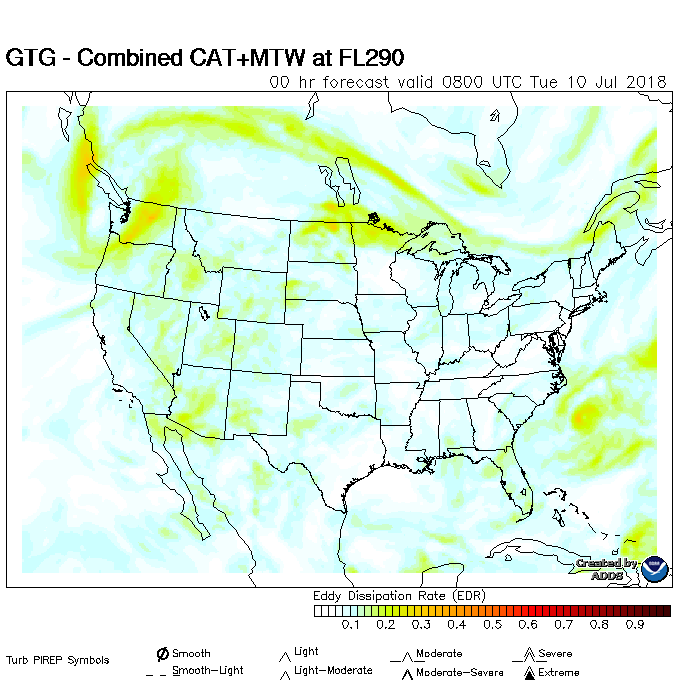 GTG - Combined CAT+MTW at FL290
00 hr forecast valid 0800 UTC Tue 10 Jul 2018
Created by
ADDS
Eddy Dissipation Rate (EDR)
0.1 0.2 0.3 0.4 0.5 0.6 0.7 0.8 0.9
Turb PIREP Symbols
Smooth Light Moderate Severe
Smooth-Light Light-Moderate Moderate-Severe Extreme